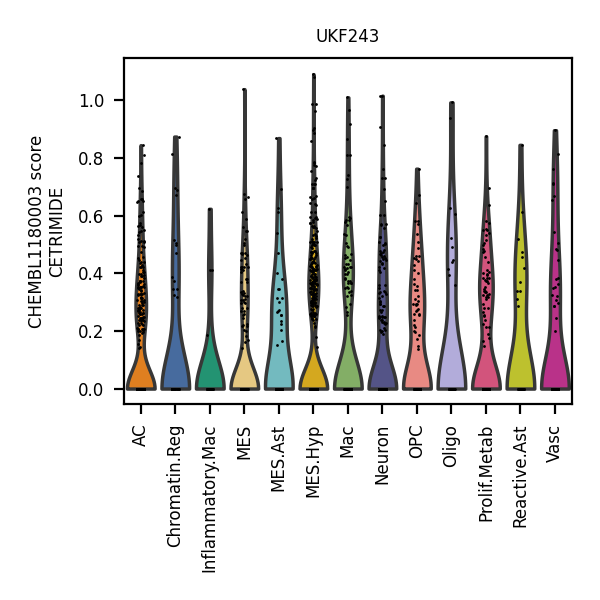 UKF243
CHEMBL1180003 score
CETRIMIDE
1.0
0.8
0.6
0.4
0.2
0.0
AC
Chromatin.Reg
Inflammatory.Mac
MES
MES.Ast
MES.Hyp
Mac
Neuron
OPC
Oligo
Prolif.Metab
Reactive.Ast
Vasc